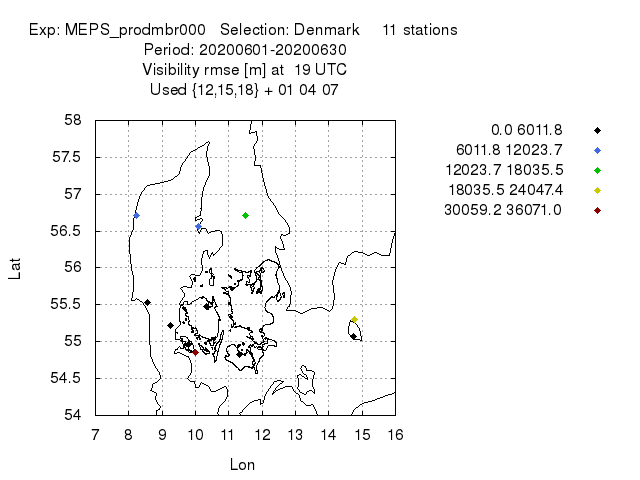 Exp: MEPS_prodmbr000   Selection: Denmark     11 stations
Period: 20200601-20200630
Visibility rmse [m] at  19 UTC
Used {12,15,18} + 01 04 07
0.0 6011.8
6011.8 12023.7
12023.7 18035.5
18035.5 24047.4
30059.2 36071.0
58
57.5
57
56.5
56
55.5
55
54.5
54
Lat
7 8 9 10 11 12 13 14 15 16
Lon